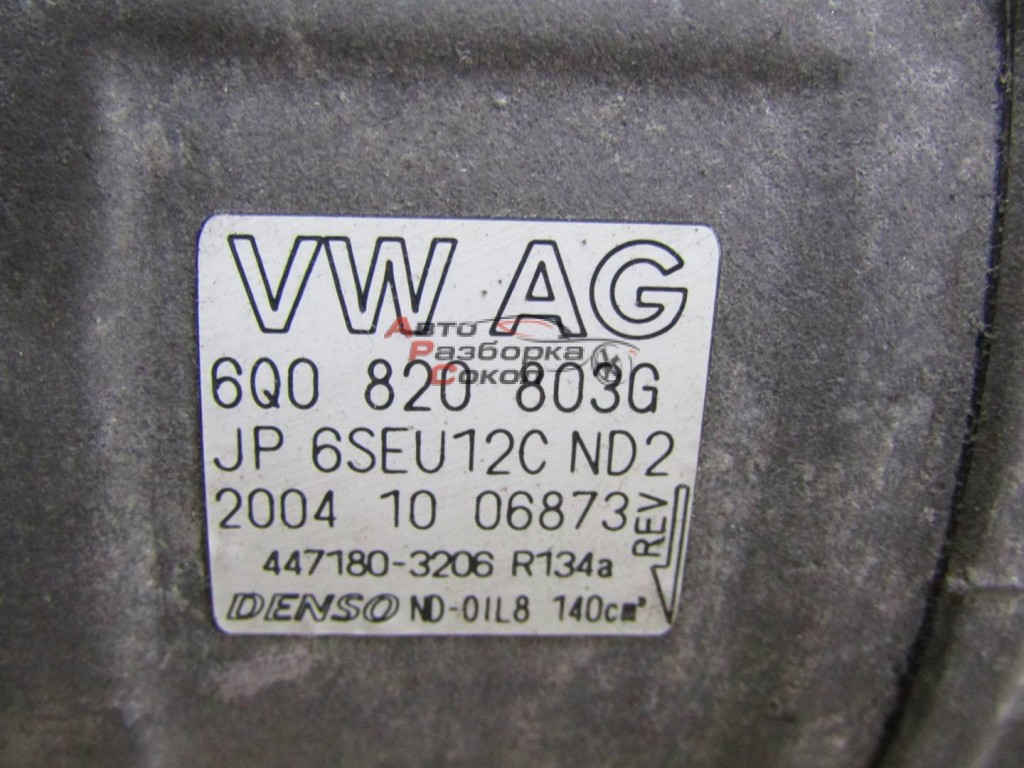 VW AG
Авто
Разборка
Сокол
6Q0 820 803G
JP 6SEU12C ND2
2004 10 06873
REV
447180-3206 R134a
DENSO ND-OIL8 140cm³